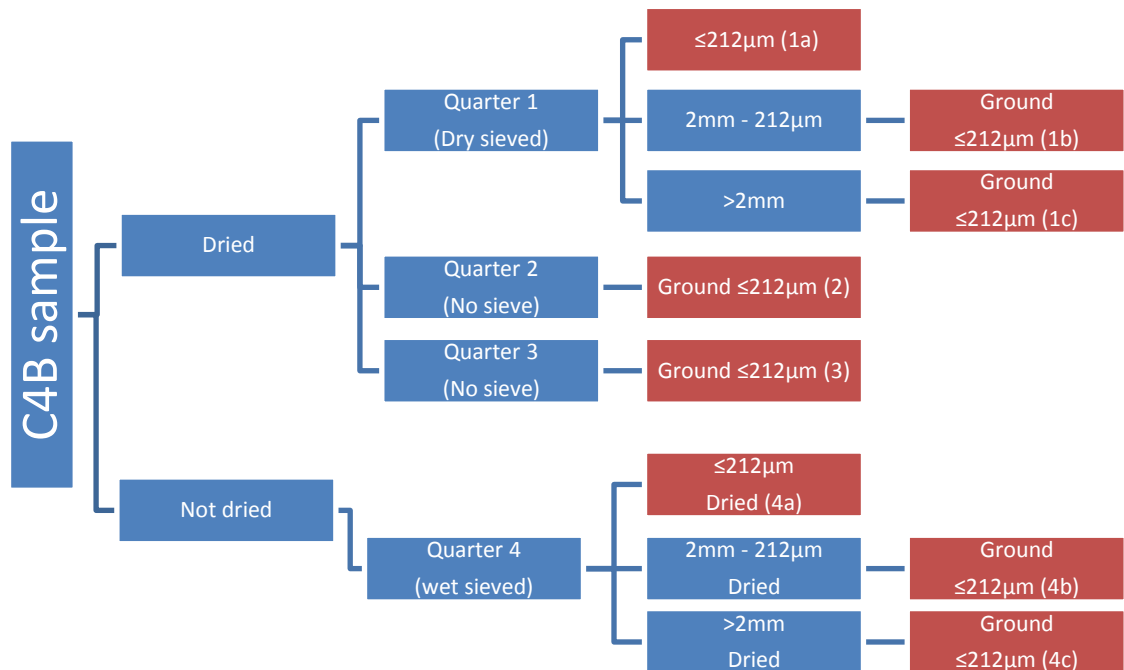 C4B sample
Dried
Not dried
Quarter 1
(Dry sieved)
Quarter 2
(No sieve)
Quarter 3
(No sieve)
Quarter 4
(wet sieved)
≤212µm (1a)
2mm - 212µm
>2mm
Ground ≤212µm (2)
Ground ≤212µm (3)
≤212µm
Dried (4a)
2mm - 212µm
Dried
>2mm
Dried
Ground
≤212µm (1b)
Ground
≤212µm (1c)
Ground
≤212µm (4b)
Ground
≤212µm (4c)